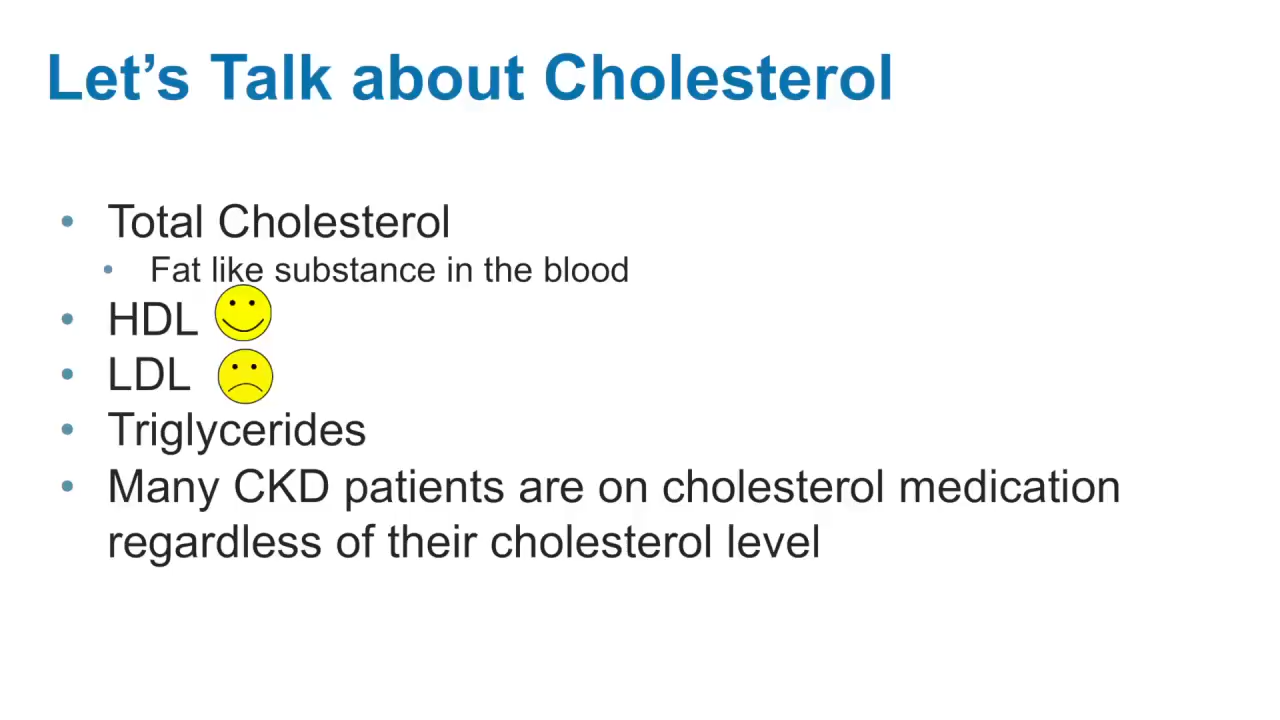 Let’s Talk about Cholesterol
• Total Cholesterol
• Fat like substance in the blood
• HDL
• LDL
• Triglycerides
• Many CKD patients are on cholesterol medication
regardless of their cholesterol level